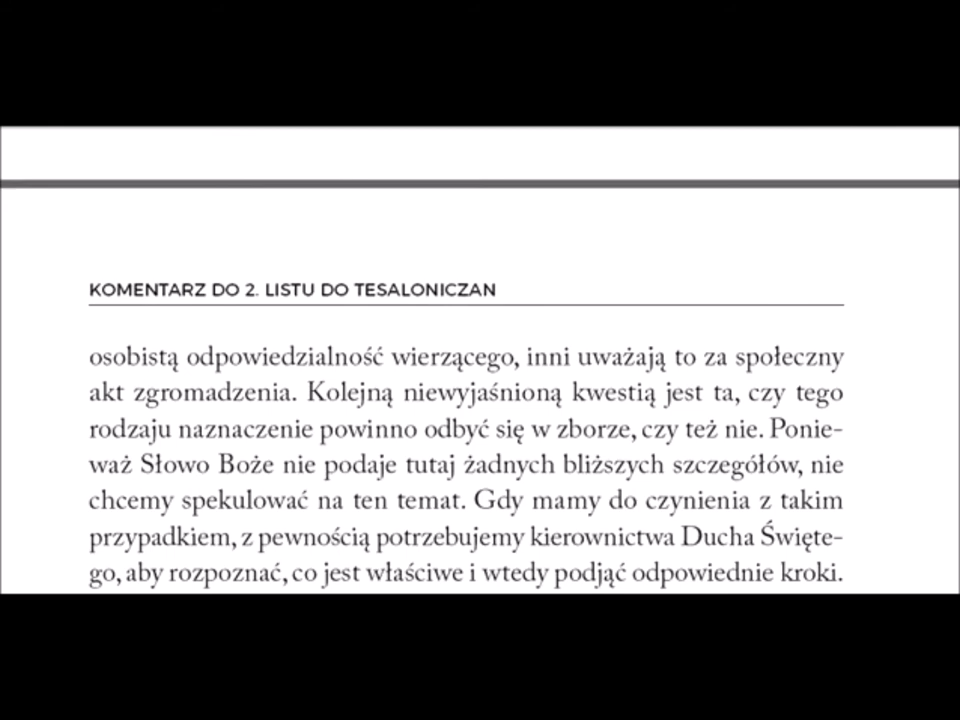 KOMENTARZ DO 2. LISTU DO TESALONICZAN
osobistą odpowiedzialność wierzącego, inni uważają to za społeczny
akt zgromadzenia. Kolejną niewyjaśnioną kwestią jest ta, czy tego
rodzaju naznaczenie powinno odbyć się w zborze, czy też nie. Ponie-
waż Słowo Boże nie podaje tutaj żadnych bliższych szczegółów, nie
chcemy spekulować na ten temat. Gdy mamy do czynienia z takim
przypadkiem, z pewnością potrzebujemy kierownictwa Ducha Święte-
go, aby rozpoznać, co jest właściwe i wtedy podjąć odpowiednie kroki.